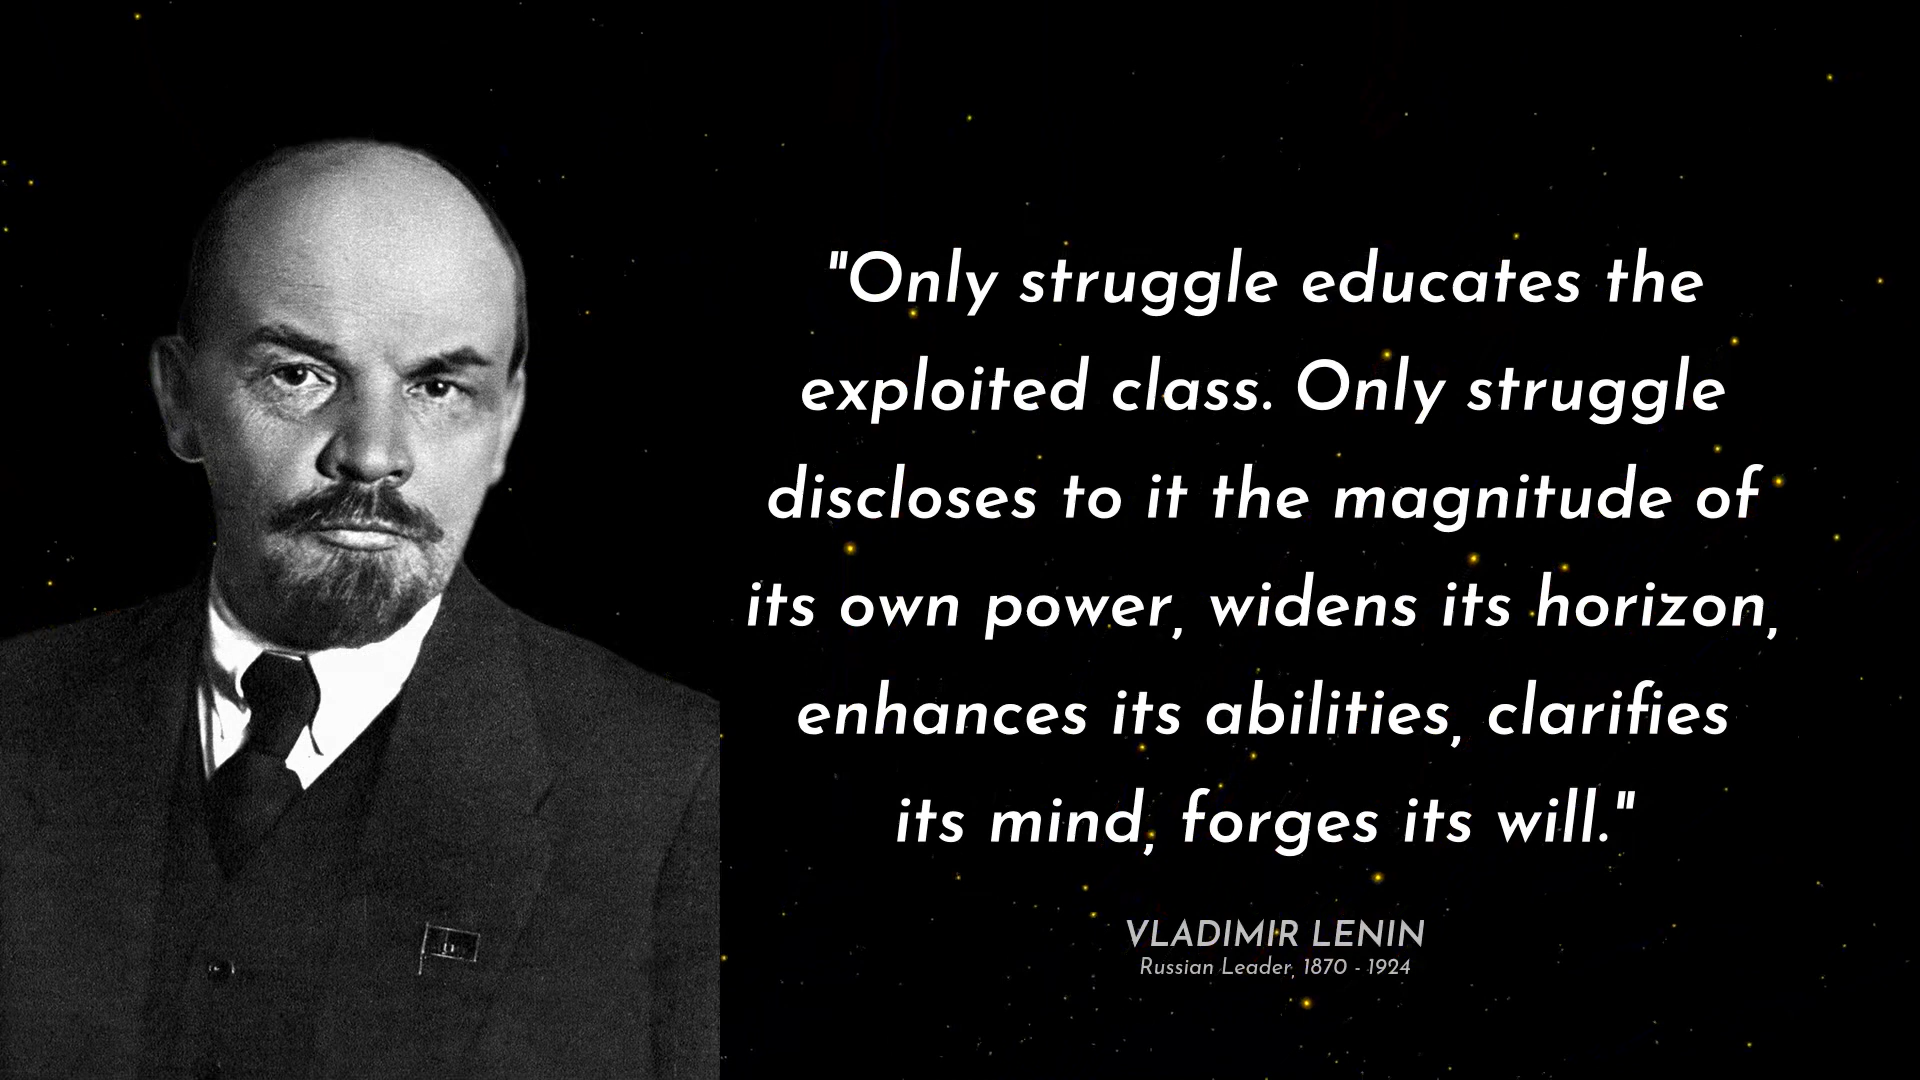 "Only struggle educates the
exploited class. Only struggle
discloses to it the magnitude of
its own power, widens its horizon,
enhances its abilities, clarifies
its mind, forges its will."
VLADIMIR LENIN
Russian Leader, 1870 - 1924